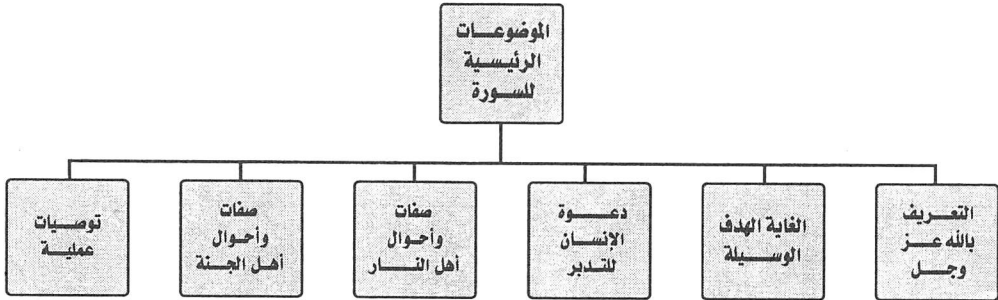 الموضوعات
الرئيسية
للسورة
التعريف
بالله عز
وجل
الغاية الهدف
الوسيلة
دعوة
الإنسان
للتدبر
صفات
وأحوال
أهل النار
صفات
وأحوال
أهل الجنة
توصيات
عملية